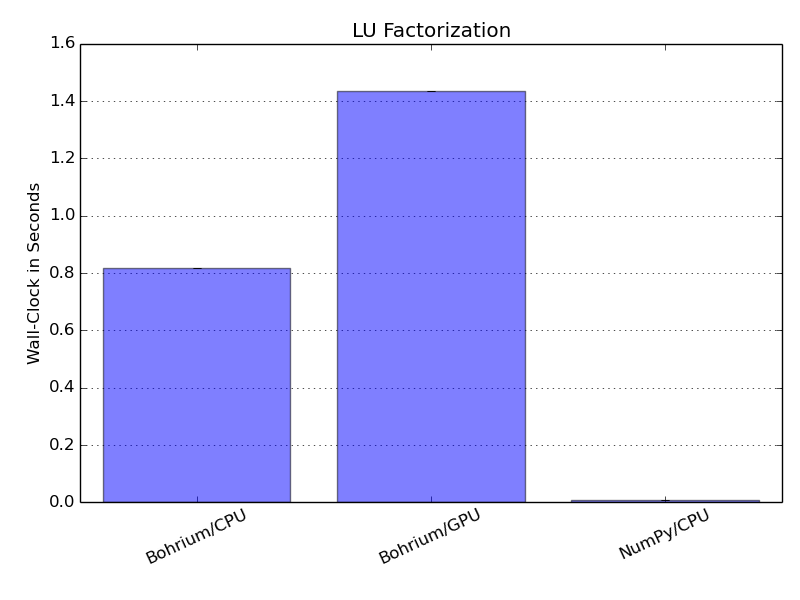 LU Factorization
Wall-Clock in Seconds
1.6
1.4
1.2
1.0
0.8
0.6
0.4
0.2
0.0
Bohrium/CPU
Bohrium/GPU
NumPy/CPU